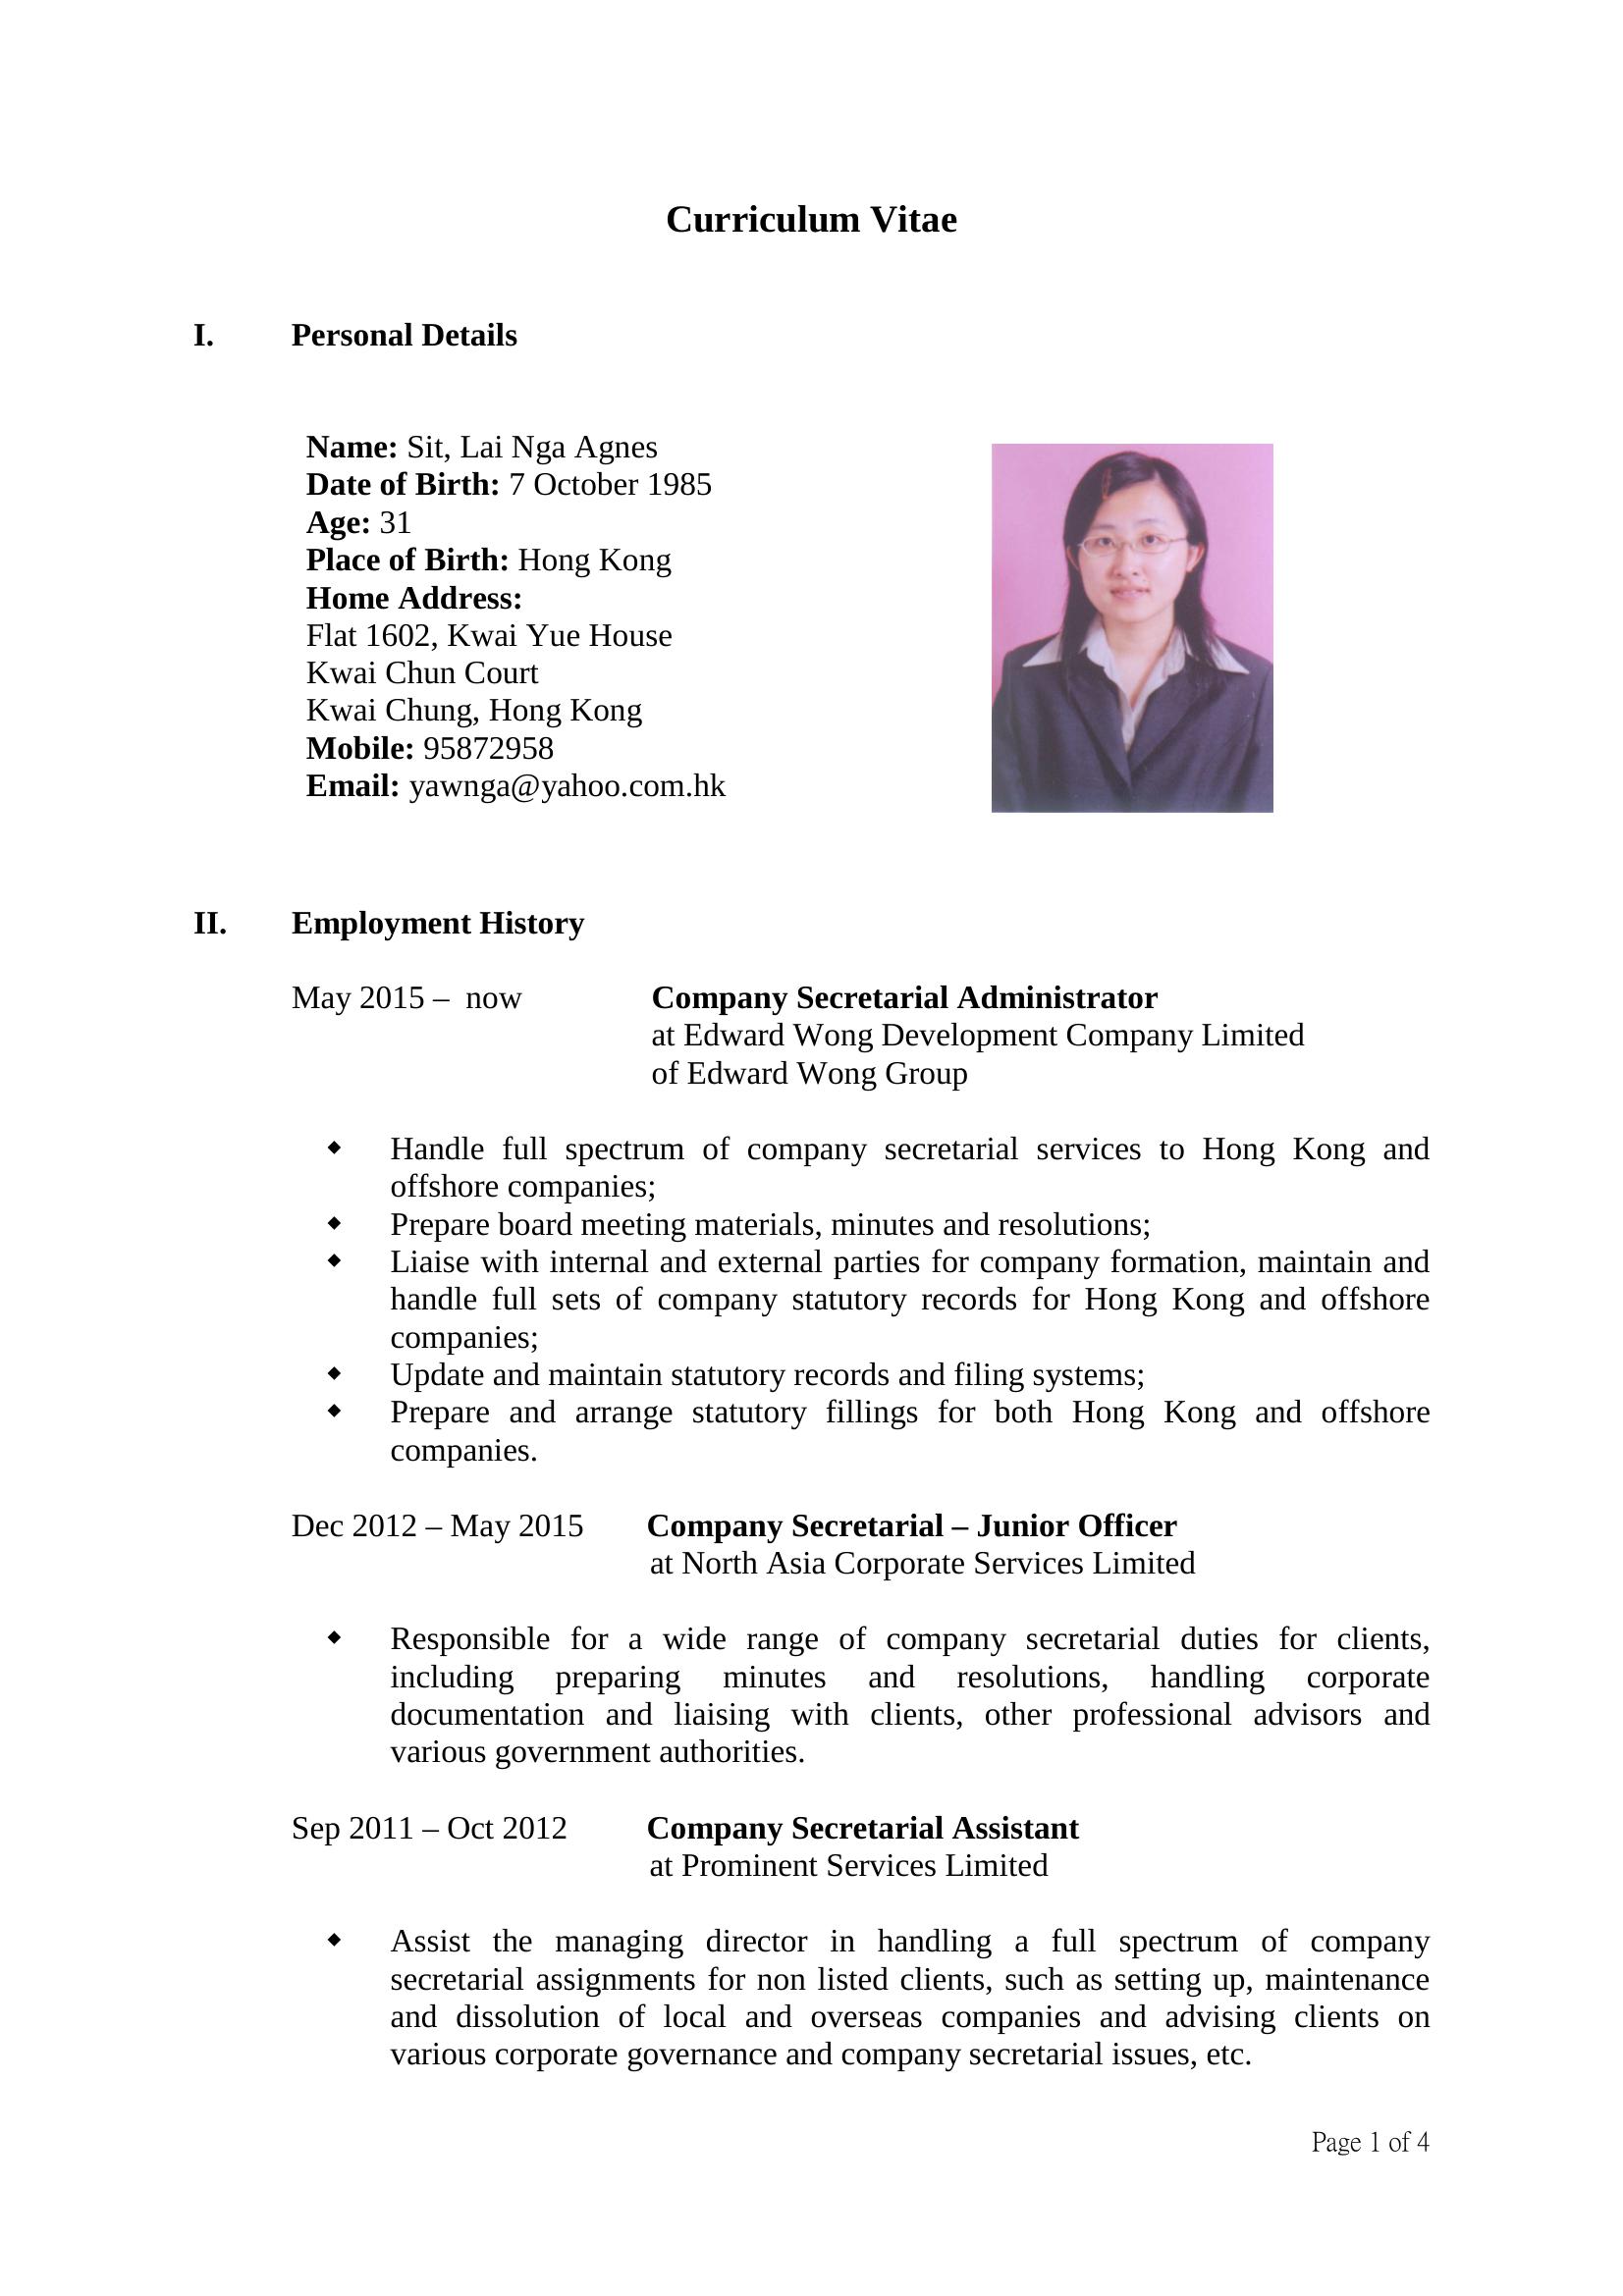 Curriculum Vitae
I. Personal Details
Name: Sit, Lai Nga Agnes
Date of Birth: 7 October 1985
Age: 31
Place of Birth: Hong Kong
Home Address:
Flat 1602, Kwai Yue House
Kwai Chun Court
Kwai Chung, Hong Kong
Mobile: 95872958
Email: yawnga@yahoo.com.hk
II. Employment History
May 2015 – now Company Secretarial Administrator
at Edward Wong Development Company Limited
of Edward Wong Group
◆ Handle full spectrum of company secretarial services to Hong Kong and
offshore companies;
◆ Prepare board meeting materials, minutes and resolutions;
◆ Liaise with internal and external parties for company formation, maintain and
handle full sets of company statutory records for Hong Kong and offshore
companies;
◆ Update and maintain statutory records and filing systems;
◆ Prepare and arrange statutory fillings for both Hong Kong and offshore
companies.
Dec 2012 – May 2015 Company Secretarial – Junior Officer
at North Asia Corporate Services Limited
◆ Responsible for a wide range of company secretarial duties for clients,
including preparing minutes and resolutions, handling corporate
documentation and liaising with clients, other professional advisors and
various government authorities.
Sep 2011 – Oct 2012 Company Secretarial Assistant
at Prominent Services Limited
◆ Assist the managing director in handling a full spectrum of company
secretarial assignments for non listed clients, such as setting up, maintenance
and dissolution of local and overseas companies and advising clients on
various corporate governance and company secretarial issues, etc.
Page 1 of 4